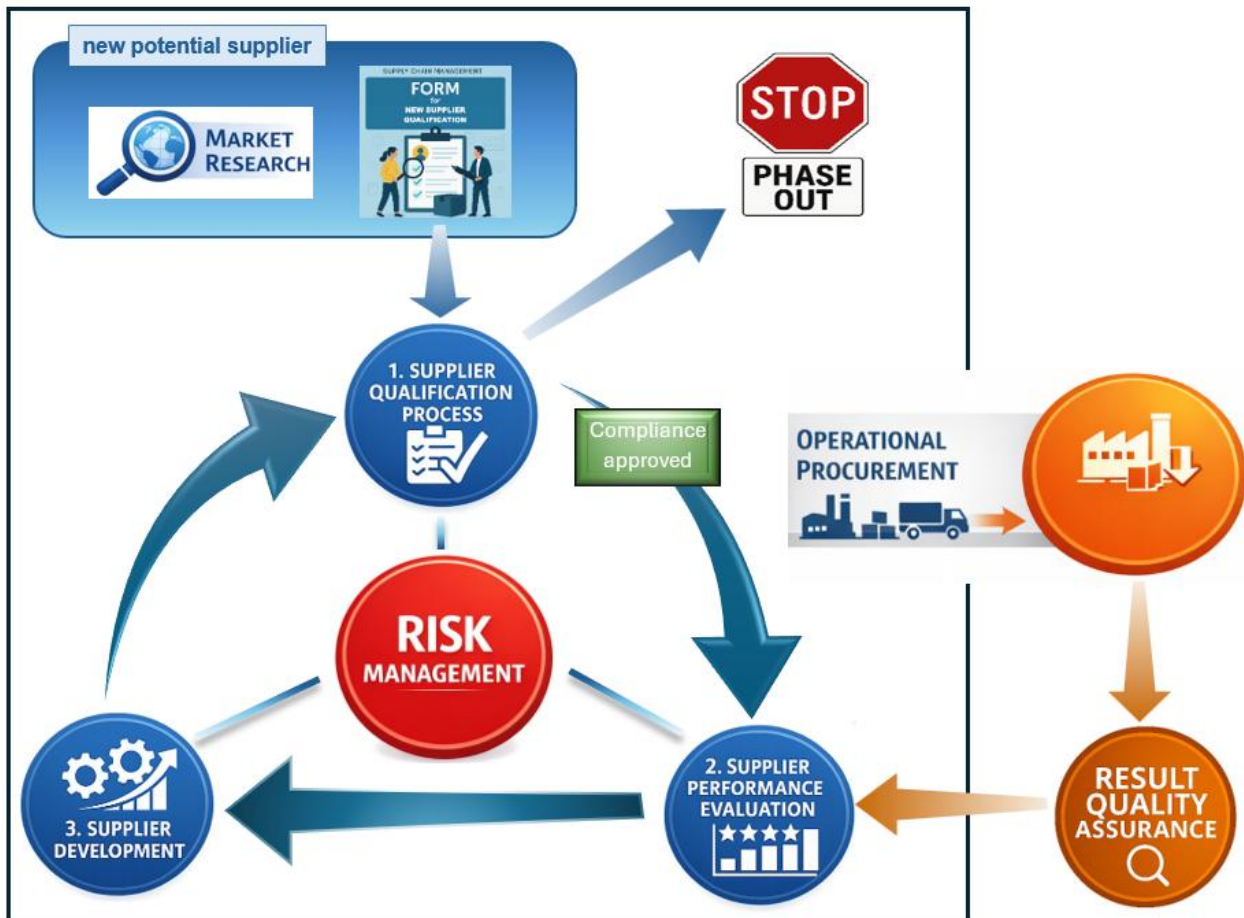 new potential supplier
SUPPLY CHAIN MANAGEMENT
FORM
for
NEW SUPPLIER
QUALIFICATION
MARKET
RESEARCH
STOP
PHASE
OUT
1. SUPPLIER
QUALIFICATION
PROCESS
Compliance
approved
OPERATIONAL
PROCUREMENT
RISK
MANAGEMENT
2. SUPPLIER
PERFORMANCE
EVALUATION
3. SUPPLIER
DEVELOPMENT
RESULT
QUALITY
ASSURANCE